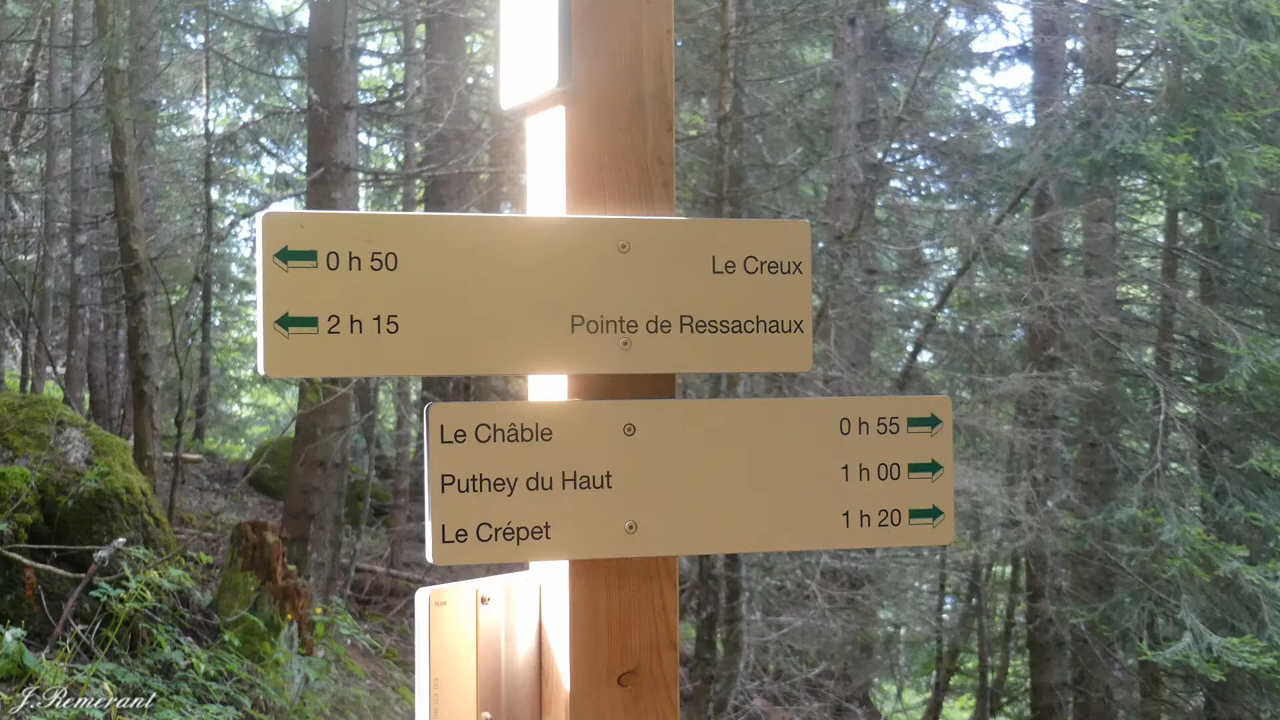 0 h 50 Le Creux
2 h 15 Pointe de Ressachaux
Le Châble 0 h 55
Puthey du Haut 1 h 00
Le Crépet 1 h 20
J.Remerant